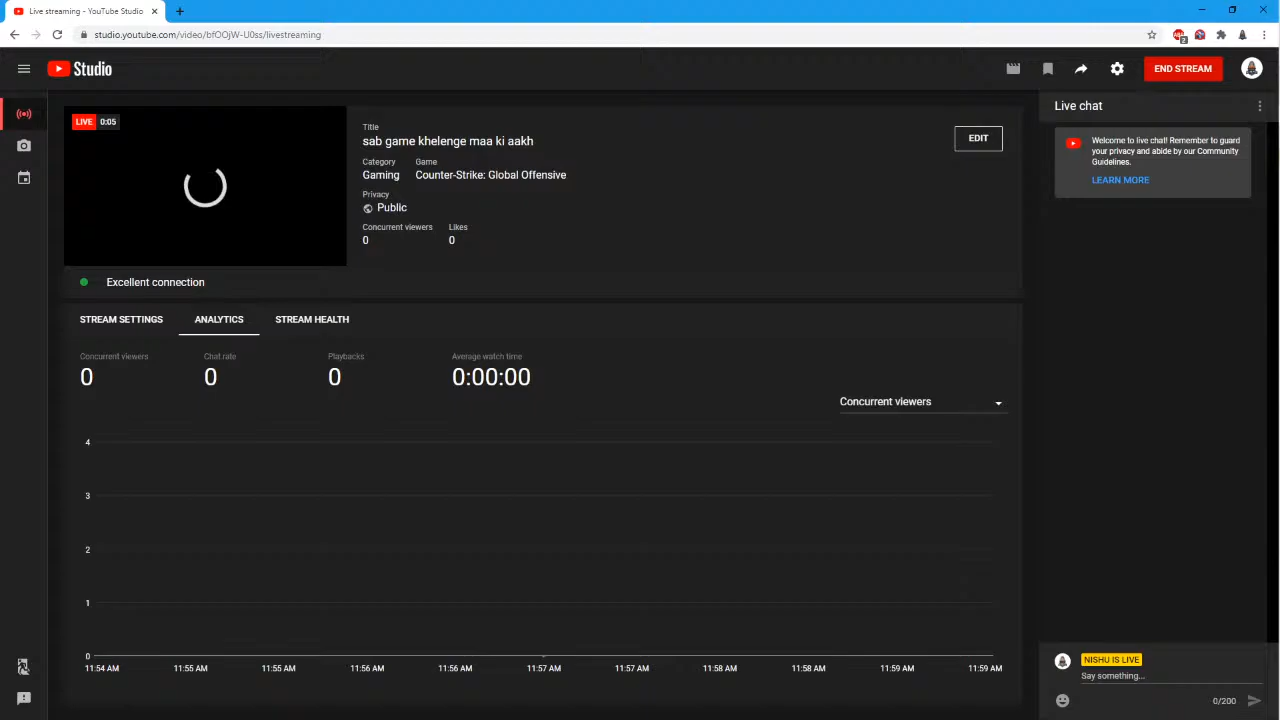 Live streaming - YouTube Studio
studio.youtube.com/video/bfOOjW-U0ss/livestreaming
2
Studio
END STREAM
LIVE 0:05
Title
sab game khelenge maa ki aakh
Category Game
Gaming Counter-Strike: Global Offensive
Privacy
Public
Concurrent viewers Likes
0 0
EDIT
Excellent connection
STREAM SETTINGS ANALYTICS STREAM HEALTH
Concurrent viewers Chat rate Playbacks Average watch time
0 0 0 0:00:00
Concurrent viewers
4
3
2
1
0
11:54 AM 11:55 AM 11:55 AM 11:56 AM 11:56 AM 11:57 AM 11:57 AM 11:58 AM 11:58 AM 11:59 AM 11:59 AM
Live chat
Welcome to live chat! Remember to guard
your privacy and abide by our Community
Guidelines.
LEARN MORE
NISHU IS LIVE
Say something...
0/200